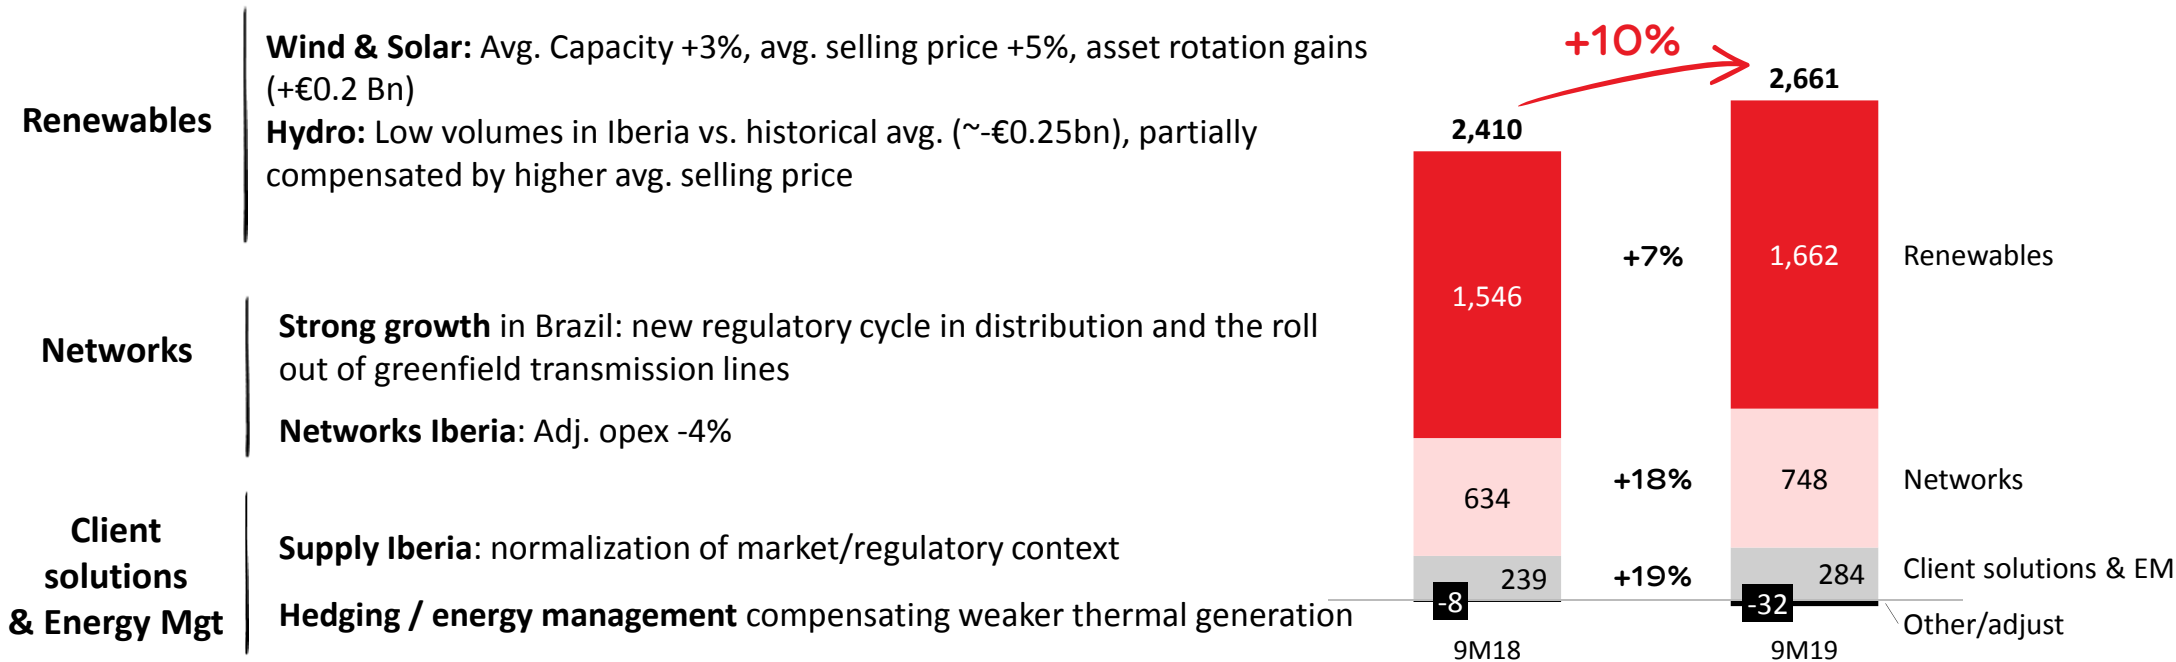 Renewables
Wind & Solar: Avg. Capacity +3%, avg. selling price +5%, asset rotation gains
(+€0.2 Bn)
Hydro: Low volumes in Iberia vs. historical avg. (~-€0.25bn), partially
compensated by higher avg. selling price
Networks
Strong growth in Brazil: new regulatory cycle in distribution and the roll
out of greenfield transmission lines
Networks Iberia: Adj. opex -4%
Client
solutions
& Energy Mgt
Supply Iberia: normalization of market/regulatory context
Hedging / energy management compensating weaker thermal generation
+10%
2,410
2,661
1,546
+7%
1,662
Renewables
634
+18%
748
Networks
239
+19%
284
Client solutions & EM
-8
-32
Other/adjust
9M18
9M19